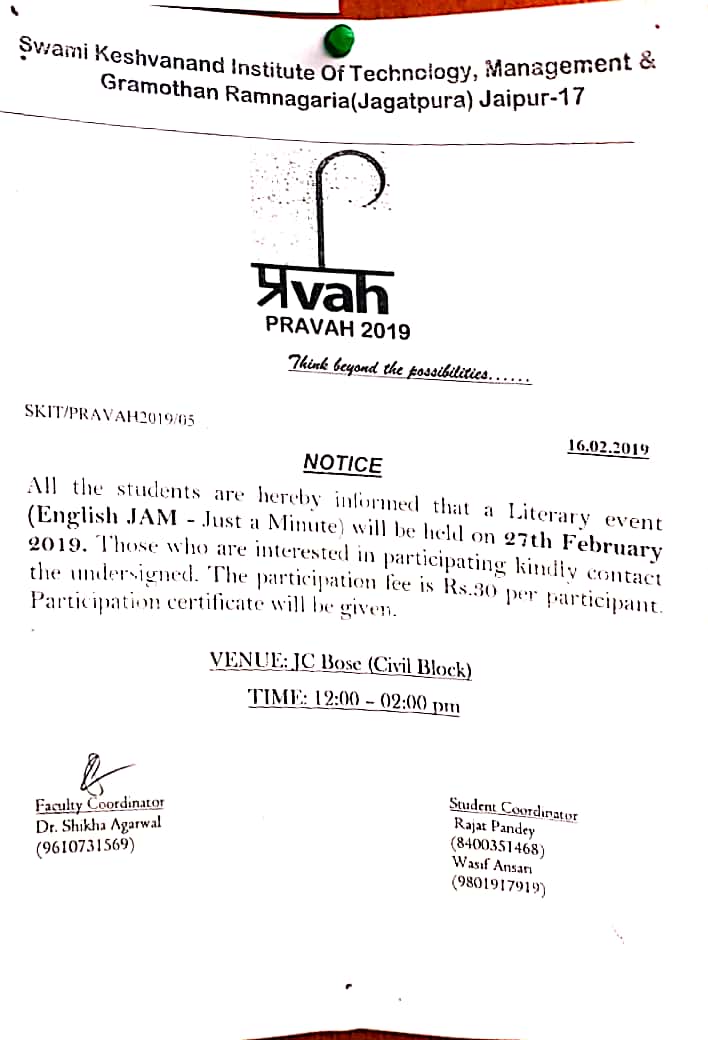 Swami Keshvanand Institute Of Technology, Management &
Gramothan Ramnagaria(Jagatpura) Jaipur-17
प्रvah
PRAVAH 2019
Think beyond the possibilities......
SKIT/PRAVAH2019/05
16.02.2019
NOTICE
All the students are hereby informed that a Literary event
(English JAM - Just a Minute) will be held on 27th February
2019. Those who are interested in participating kindly contact
the undersigned. The participation fee is Rs.30 per participant.
Participation certificate will be given.
VENUE: JC Bose (Civil Block)
TIME: 12:00 – 02:00 pm
Faculty Coordinator
Dr. Shikha Agarwal
(9610731569)
Student Coordinator
Rajat Pandey
(8400351468)
Wasif Ansari
(9801917919)